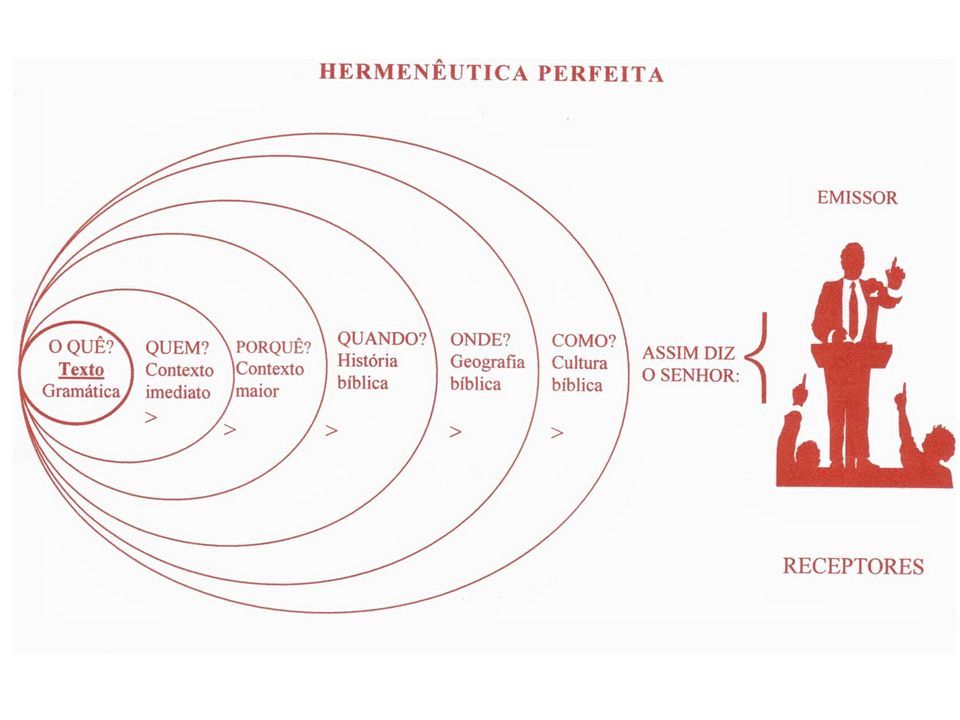 HERMENÊUTICA PERFEITA
EMISSOR
O QUÊ?
Texto
Gramática
QUEM?
Contexto
imediato
>
PORQUÊ?
Contexto
maior
>
QUANDO?
História
bíblica
>
ONDE?
Geografia
bíblica
>
COMO?
Cultura
bíblica
>
ASSIM DIZ
O SENHOR:
RECEPTORES